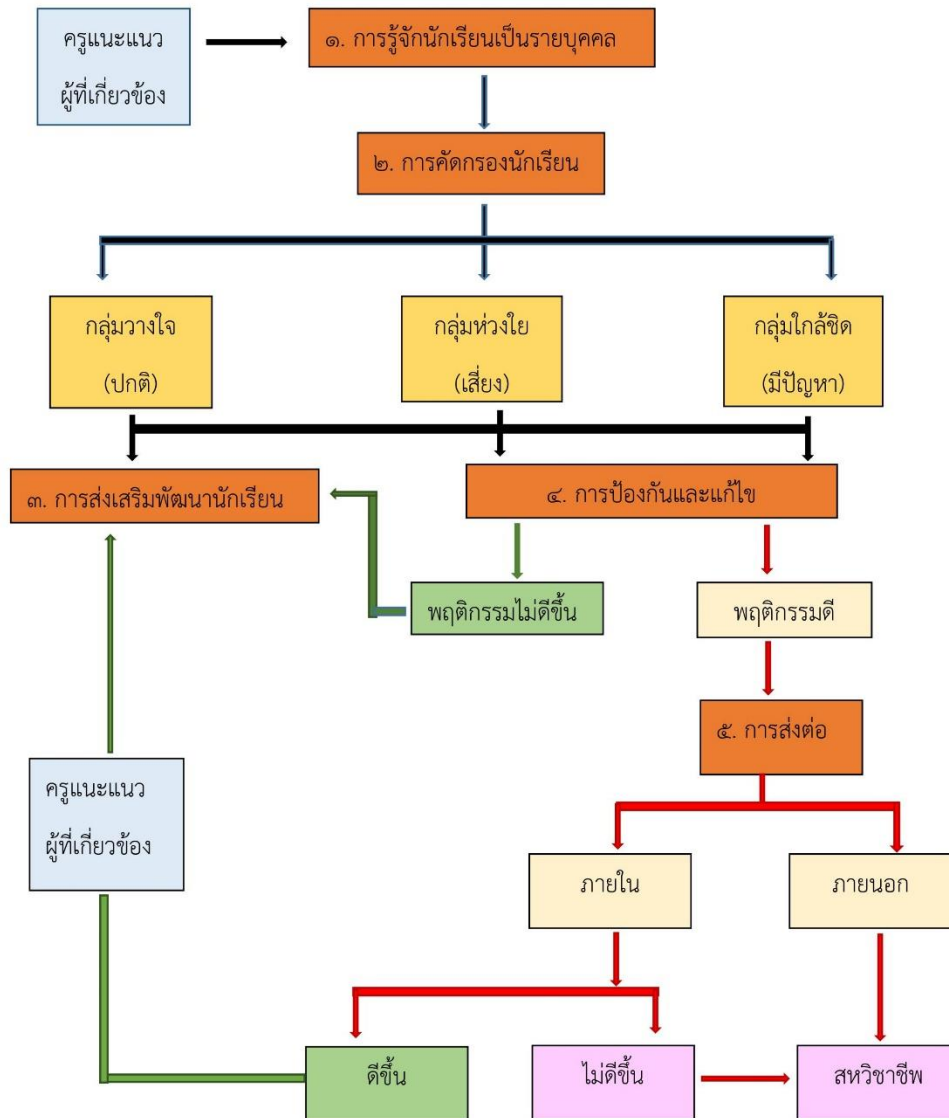 ครูแนะแนว
ผู้ที่เกี่ยวข้อง
๑. การรู้จักนักเรียนเป็นรายบุคคล
๒. การคัดกรองนักเรียน
กลุ่มวางใจ
(ปกติ)
กลุ่มห่วงใย
(เสี่ยง)
กลุ่มใกล้ชิด
(มีปัญหา)
๓. การส่งเสริมพัฒนานักเรียน
๔. การป้องกันและแก้ไข
พฤติกรรมไม่ดีขึ้น
พฤติกรรมดี
๕. การส่งต่อ
ครูแนะแนว
ผู้ที่เกี่ยวข้อง
ภายใน
ภายนอก
ดีขึ้น
ไม่ดีขึ้น
สหวิชาชีพ